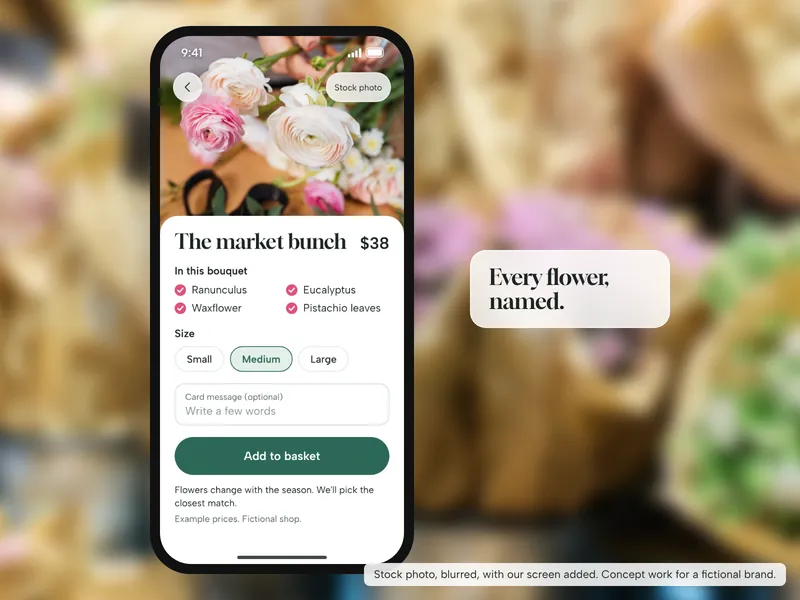 9:41
Stock photo
The market bunch $38
In this bouquet
Ranunculus Eucalyptus
Waxflower Pistachio leaves
Size
Small Medium Large
Card message (optional)
Write a few words
Add to basket
Flowers change with the season. We'll pick the
closest match.
Example prices. Fictional shop.
Every flower,
named.
Stock photo, blurred, with our screen added. Concept work for a fictional brand.